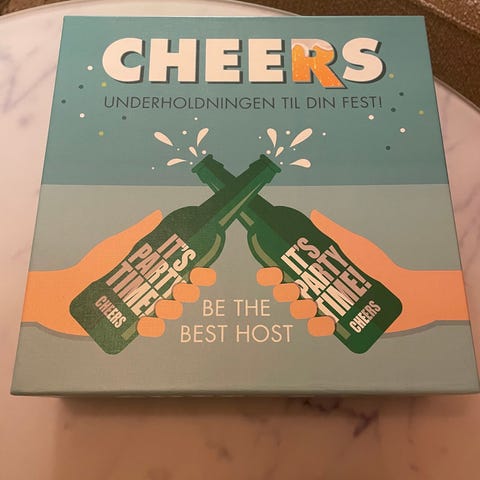 CHEERS
UNDERHOLDNINGEN TIL DIN FEST!
IT'S
PARTY
TIME!
CHEERS
IT'S
PARTY
TIME!
CHEERS
BE THE
BEST HOST